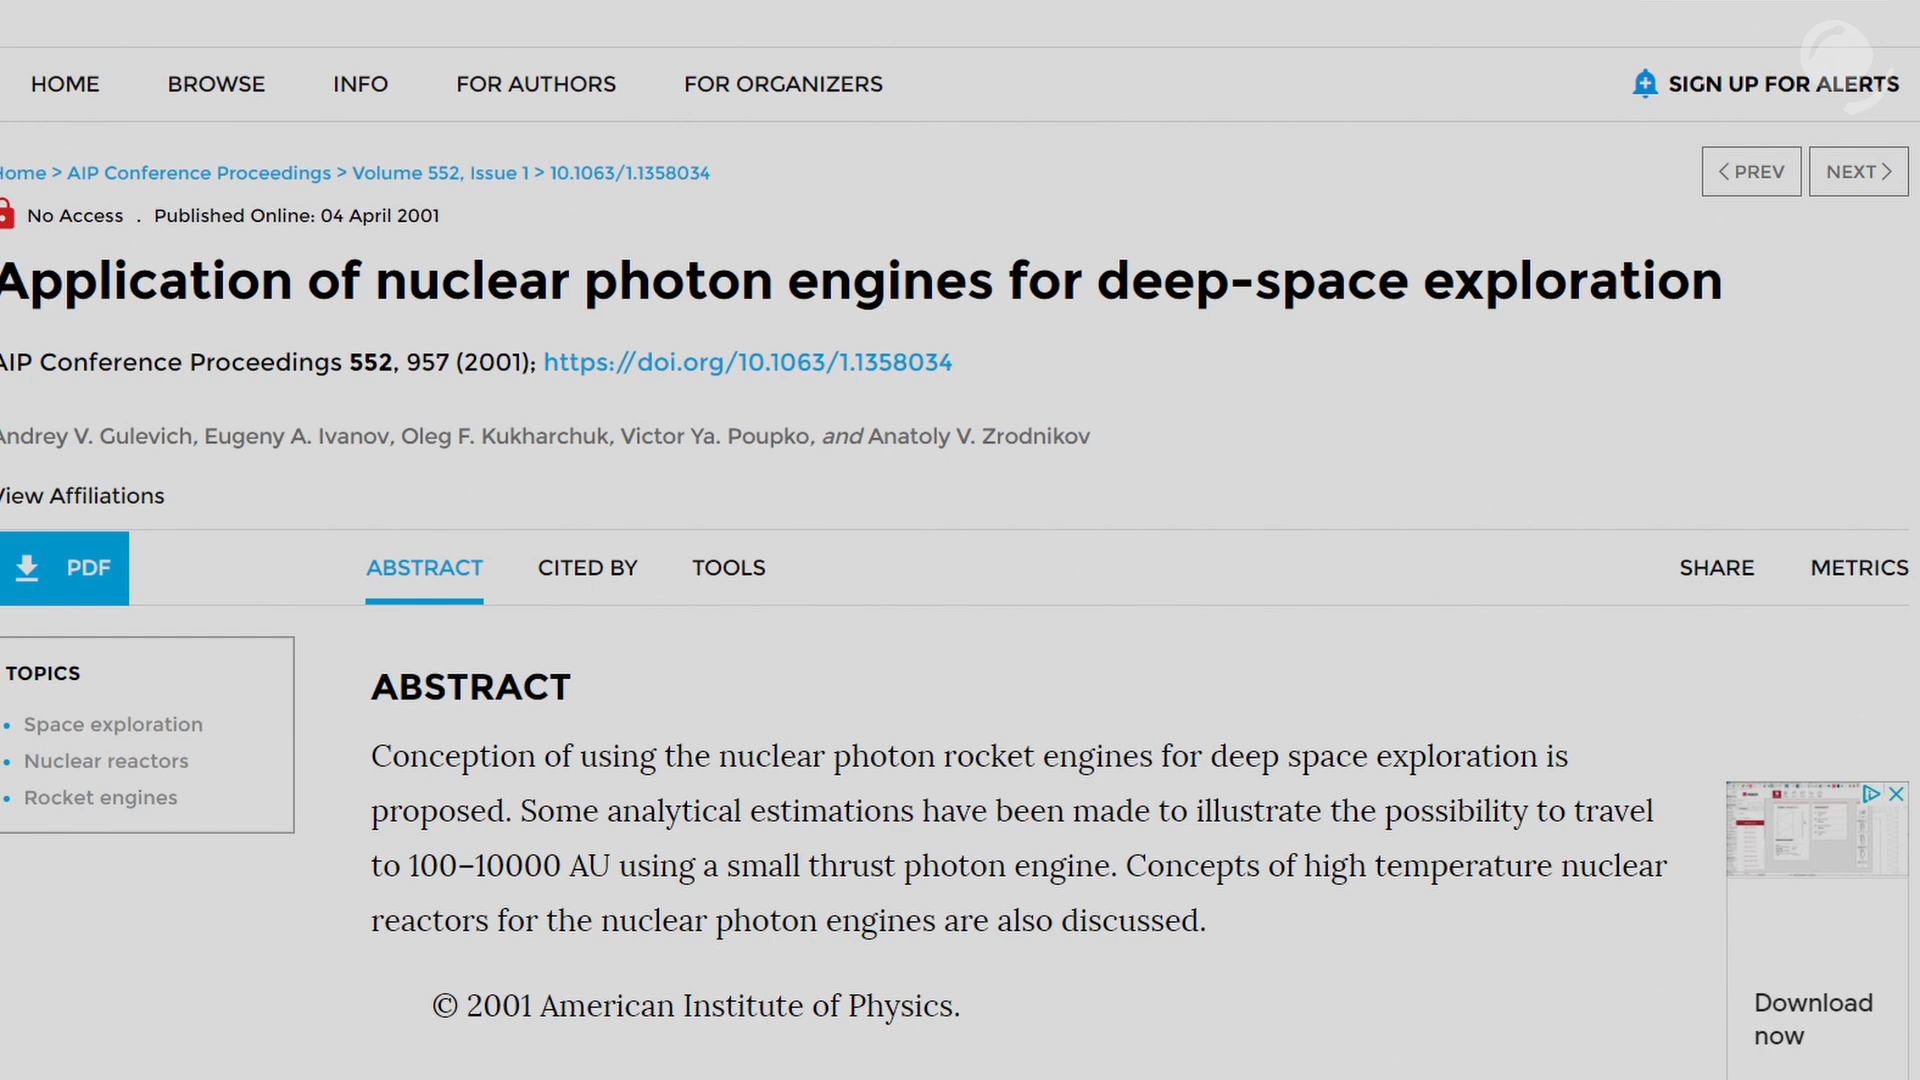 HOME BROWSE INFO FOR AUTHORS FOR ORGANIZERS SIGN UP FOR ALERTS
Home > AIP Conference Proceedings > Volume 552, Issue 1 > 10.1063/1.1358034
PREV NEXT
No Access . Published Online: 04 April 2001
Application of nuclear photon engines for deep-space exploration
AIP Conference Proceedings 552, 957 (2001); https://doi.org/10.1063/1.1358034
Andrey V. Gulevich, Eugeny A. Ivanov, Oleg F. Kukharchuk, Victor Ya. Poupko, and Anatoly V. Zrodnikov
View Affiliations
PDF ABSTRACT CITED BY TOOLS SHARE METRICS
TOPICS
Space exploration
Nuclear reactors
Rocket engines
ABSTRACT
Conception of using the nuclear photon rocket engines for deep space exploration is
proposed. Some analytical estimations have been made to illustrate the possibility to travel
to 100–10000 AU using a small thrust photon engine. Concepts of high temperature nuclear
reactors for the nuclear photon engines are also discussed.
© 2001 American Institute of Physics.
Download
now